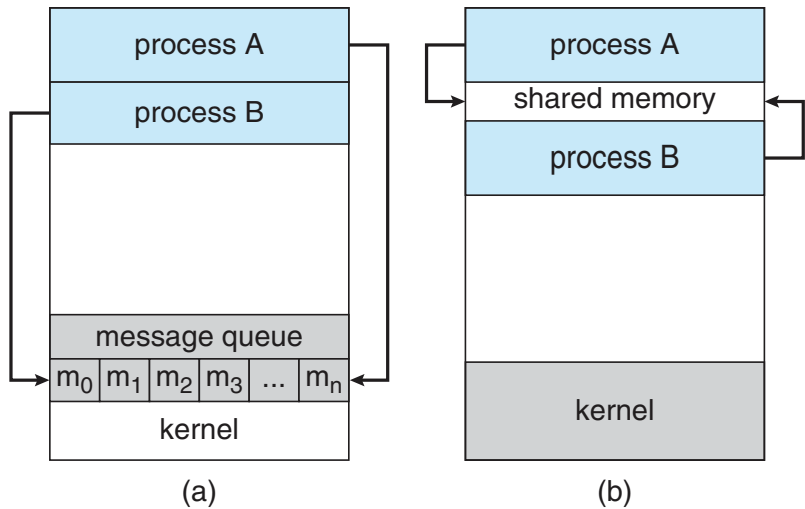 process A
process B
message queue
m0 m1 m2 m3 ... mn
kernel
(a)
process A
shared memory
process B
kernel
(b)